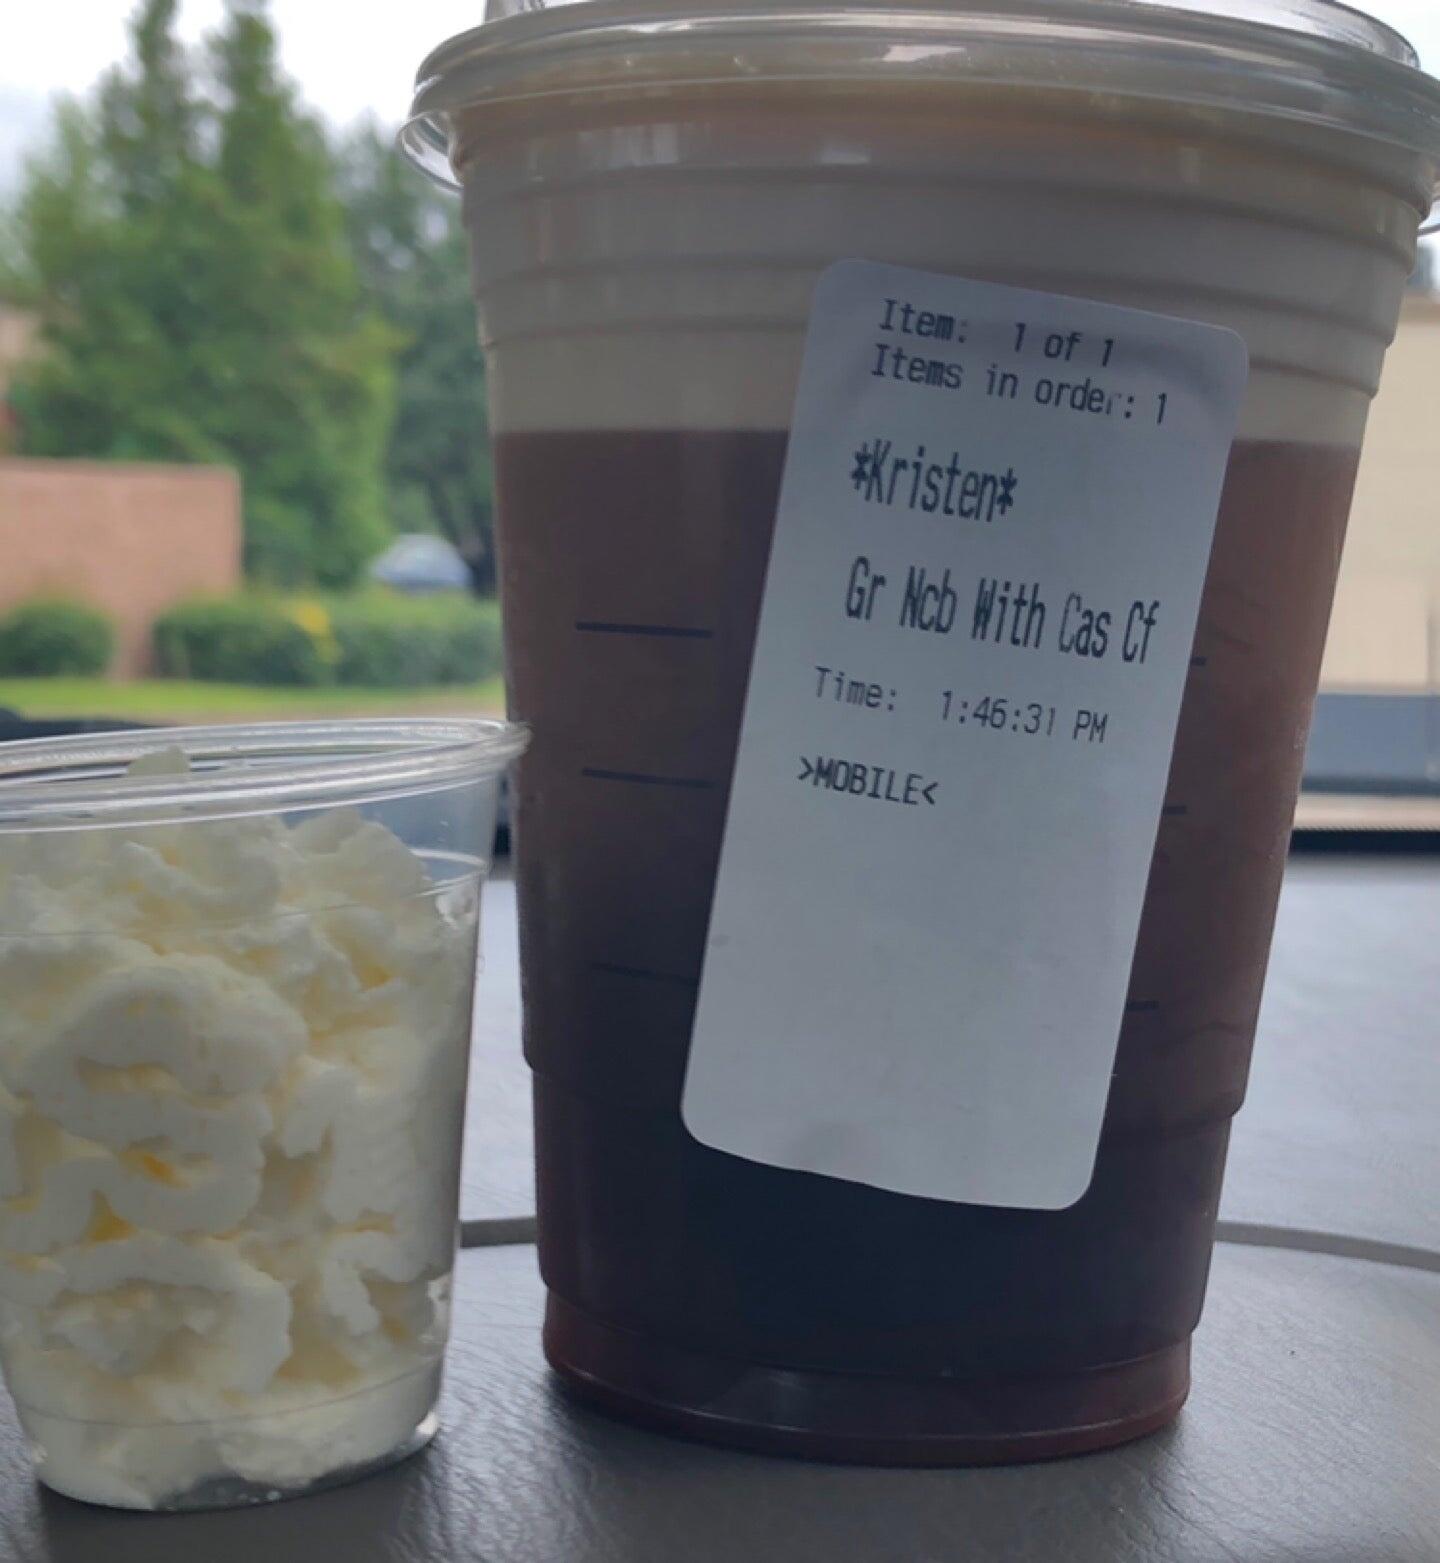 Item: 1 of 1
Items in order: 1
*Kristen*
Gr Ncb With Cas Cf
Time: 1:46:31 PM
>MOBILE<